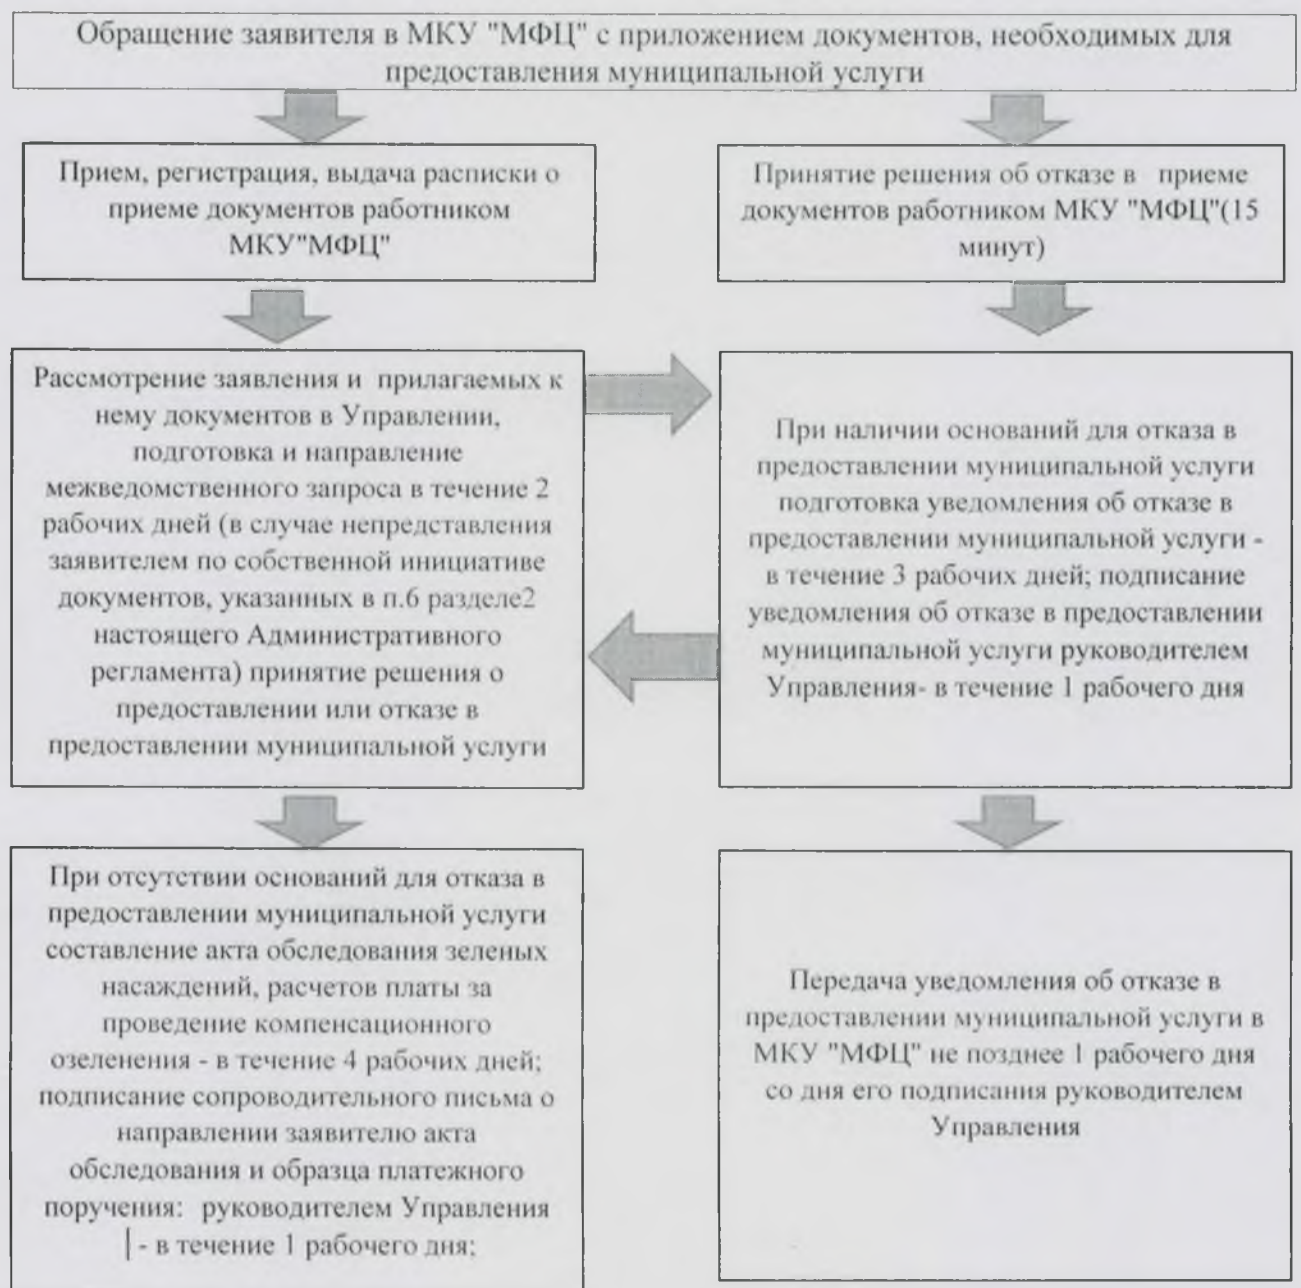 Обращение заявителя в МКУ "МФЦ" с приложением документов, необходимых для
предоставления муниципальной услуги
Прием, регистрация, выдача расписки о
приеме документов работником
МКУ"МФЦ"
Принятие решения об отказе в приеме
документов работником МКУ "МФЦ"(15
минут)
Рассмотрение заявления и прилагаемых к
нему документов в Управлении,
подготовка и направление
межведомственного запроса в течение 2
рабочих дней (в случае непредставления
заявителем по собственной инициативе
документов, указанных в п.6 разделе2
настоящего Административного
регламента) принятие решения о
предоставлении или отказе в
предоставлении муниципальной услуги
При наличии оснований для отказа в
предоставлении муниципальной услуги
подготовка уведомления об отказе в
предоставлении муниципальной услуги -
в течение 3 рабочих дней; подписание
уведомления об отказе в предоставлении
муниципальной услуги руководителем
Управления- в течение 1 рабочего дня
При отсутствии оснований для отказа в
предоставлении муниципальной услуги
составление акта обследования зеленых
насаждений, расчетов платы за
проведение компенсационного
озеленения - в течение 4 рабочих дней;
подписание сопроводительного письма о
направлении заявителю акта
обследования и образца платежного
поручения: руководителем Управления
- в течение 1 рабочего дня;
Передача уведомления об отказе в
предоставлении муниципальной услуги в
МКУ "МФЦ" не позднее 1 рабочего дня
со дня его подписания руководителем
Управления